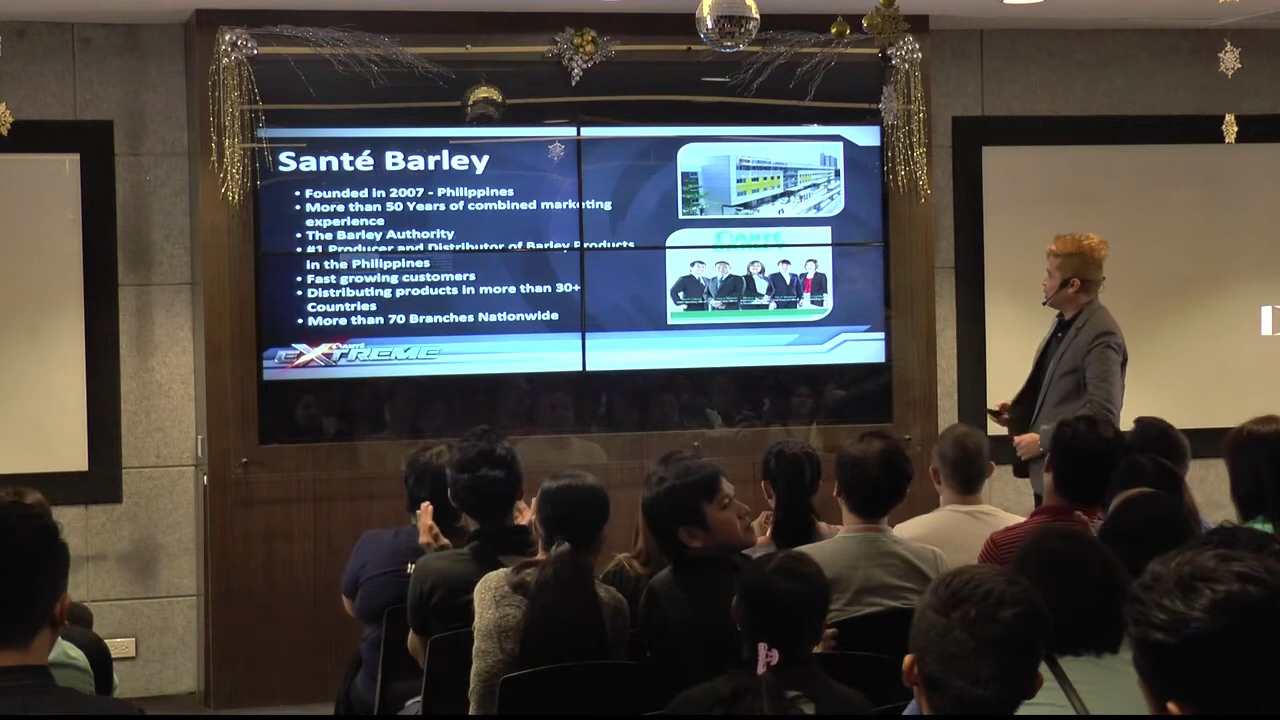 Santé Barley
• Founded in 2007 - Philippines
• More than 50 Years of combined marketing
experience
• The Barley Authority
• #1 Producer and Distributor of Barley Products
in the Philippines
• Fast growing customers
• Distributing products in more than 30+
Countries
• More than 70 Branches Nationwide
SANTÉ
SANTÉ
EXTREME